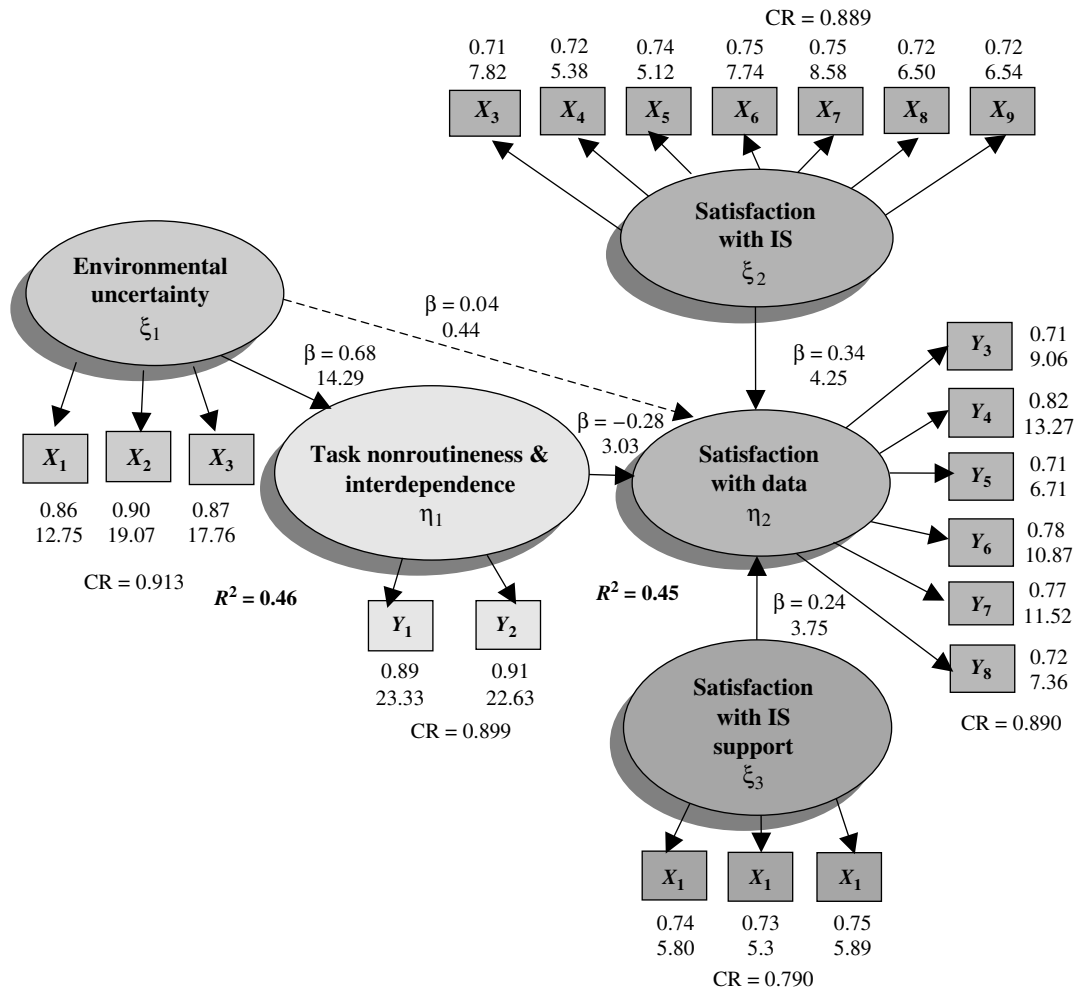 CR = 0.889
0.71 0.72 0.74 0.75 0.75 0.72 0.72
7.82 5.38 5.12 7.74 8.58 6.50 6.54
X₃ X₄ X₅ X₆ X₇ X₈ X₉
Satisfaction
with IS
ξ₂
Environmental
uncertainty
ξ₁
β = 0.04
0.44
β = 0.68
14.29
β = 0.34
4.25
X₁ X₂ X₃
0.86 0.90 0.87
12.75 19.07 17.76
CR = 0.913
R² = 0.46
Task nonroutineness &
interdependence
η₁
β = −0.28
3.03
Satisfaction
with data
η₂
R² = 0.45
Y₁ Y₂
0.89 0.91
23.33 22.63
CR = 0.899
Y₃ 0.71
9.06
Y₄ 0.82
13.27
Y₅ 0.71
6.71
Y₆ 0.78
10.87
Y₇ 0.77
11.52
Y₈ 0.72
7.36
CR = 0.890
β = 0.24
3.75
Satisfaction
with IS
support
ξ₃
X₁ X₁ X₁
0.74 0.73 0.75
5.80 5.3 5.89
CR = 0.790